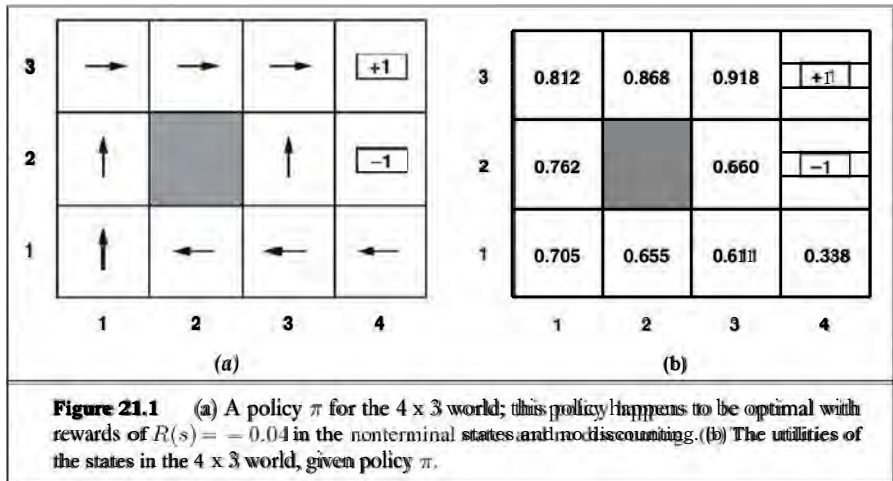 3 +1
2 -1
1
1 2 3 4
(a)
3 0.812 0.868 0.918 +1
2 0.762 0.660 -1
1 0.705 0.655 0.611 0.338
1 2 3 4
(b)
Figure 21.1 (a) A policy π for the 4 x 3 world; this policy happens to be optimal with
rewards of R(s) = = 0.04 in the nonterminal states and no discounting. (b) The utilities of
the states in the 4 x 3 world, given policy π.